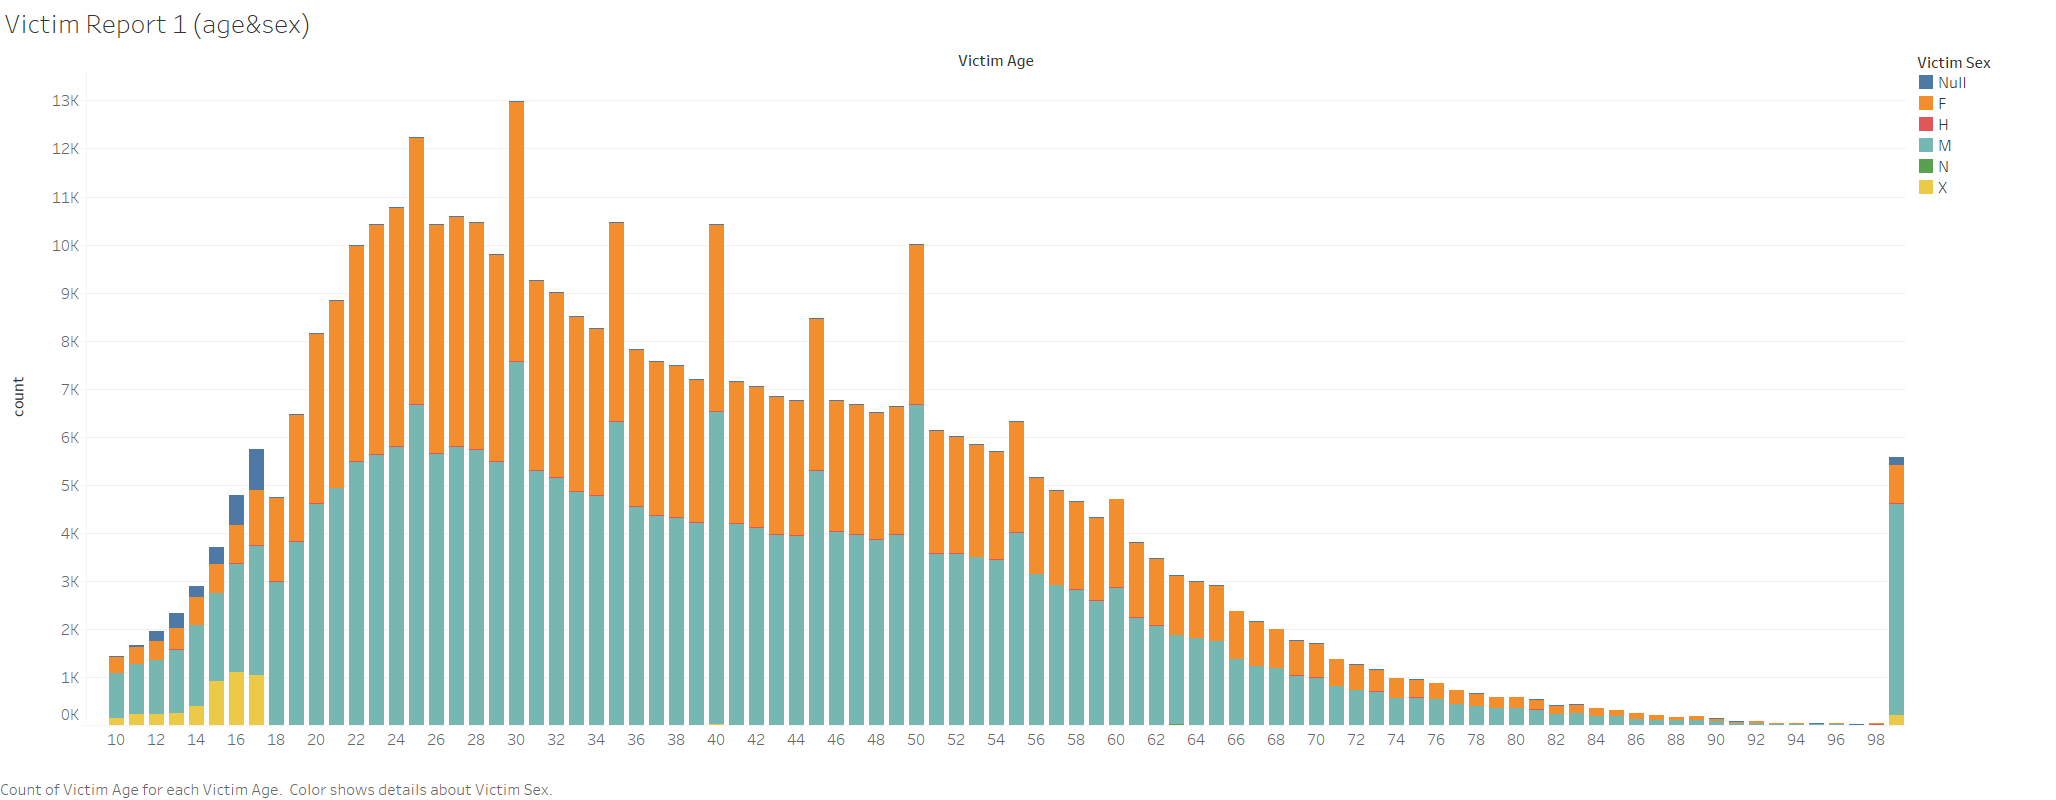 Victim Report 1 (age&sex)
Victim Age
Victim Sex
Null
F
H
M
N
X
13K
12K
11K
10K
9K
8K
7K
6K
5K
4K
3K
2K
1K
0K
count
10 12 14 16 18 20 22 24 26 28 30 32 34 36 38 40 42 44 46 48 50 52 54 56 58 60 62 64 66 68 70 72 74 76 78 80 82 84 86 88 90 92 94 96 98
Count of Victim Age for each Victim Age.  Color shows details about Victim Sex.